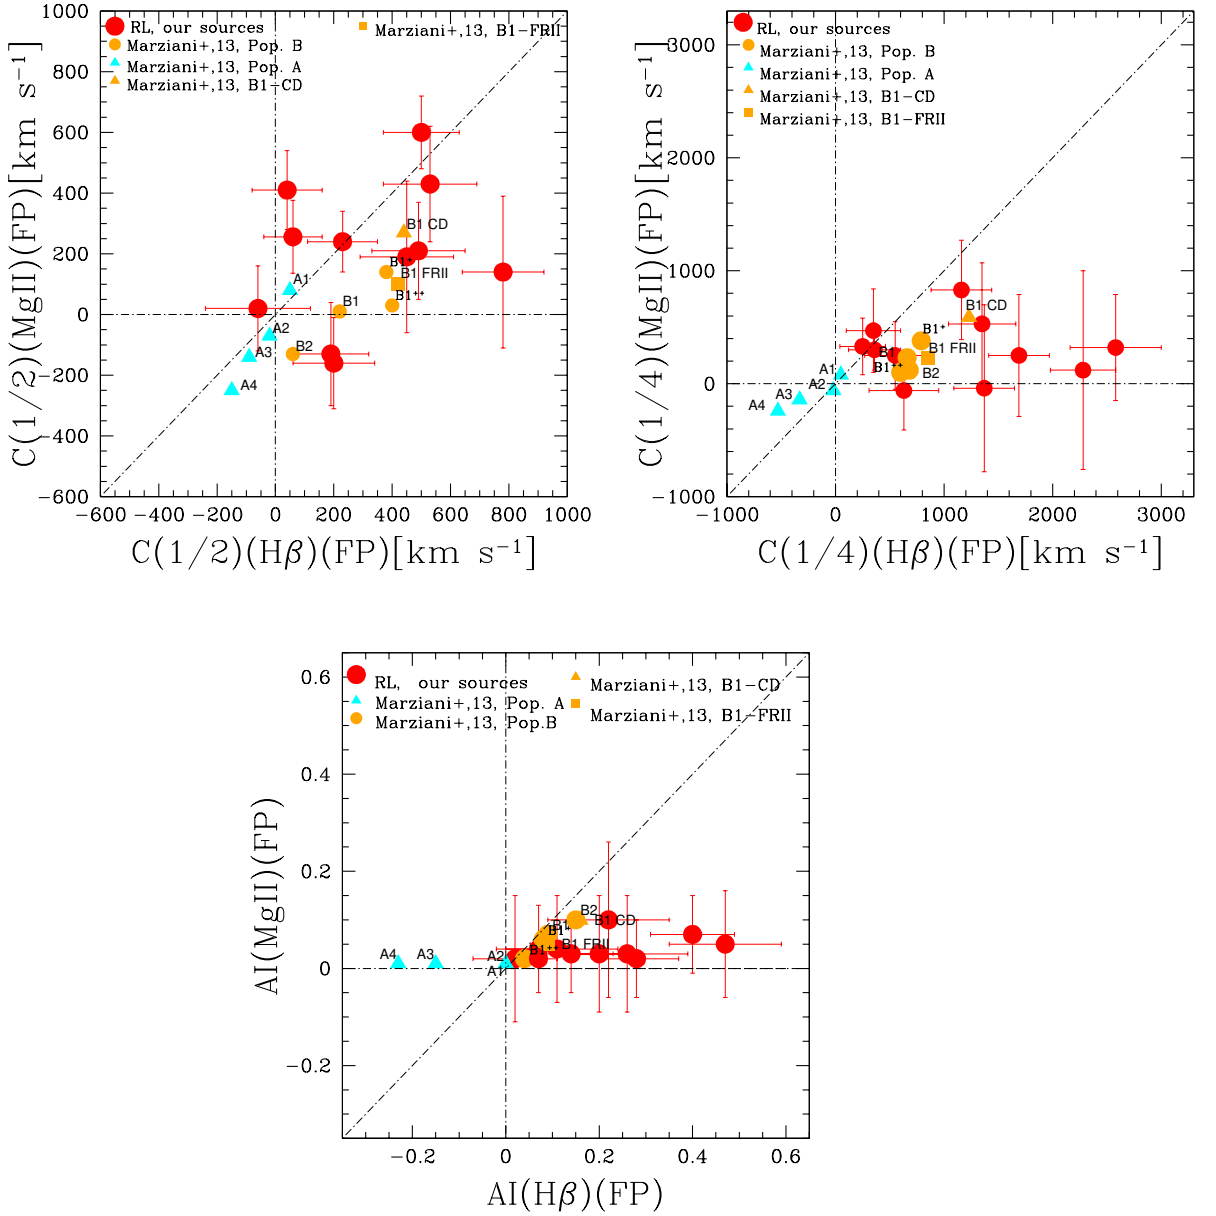 RL, our sources
Marziani+,13, Pop. B
Marziani+,13, Pop. A
Marziani+,13, B1−CD
Marziani+,13, B1−FRII
1000
800
600
400
200
0
−200
−400
−600
C(1/2)(MgII)(FP)[km s⁻¹]
B1 CD
B1⁺
B1 FRII
B1⁺⁺
A1
B1
A2
A3
B2
A4
−600 −400 −200 0 200 400 600 800 1000
C(1/2)(Hβ)(FP)[km s⁻¹]
RL, our sources
Marziani+,13, Pop. B
Marziani+,13, Pop. A
Marziani+,13, B1−CD
Marziani+,13, B1−FRII
3000
2000
1000
0
−1000
C(1/4)(MgII)(FP)[km s⁻¹]
B1 CD
B1⁺
B1 FRII
B1
B1⁺⁺
B2
A1
A2
A3
A4
−1000 0 1000 2000 3000
C(1/4)(Hβ)(FP)[km s⁻¹]
RL, our sources
Marziani+,13, Pop. A
Marziani+,13, Pop.B
Marziani+,13, B1−CD
Marziani+,13, B1−FRII
0.6
0.4
0.2
0
−0.2
AI(MgII)(FP)
B2
B1 CD
B1
B1⁺
B1 FRII
B1⁺⁺
A4
A3
A2
A1
−0.2 0 0.2 0.4 0.6
AI(Hβ)(FP)